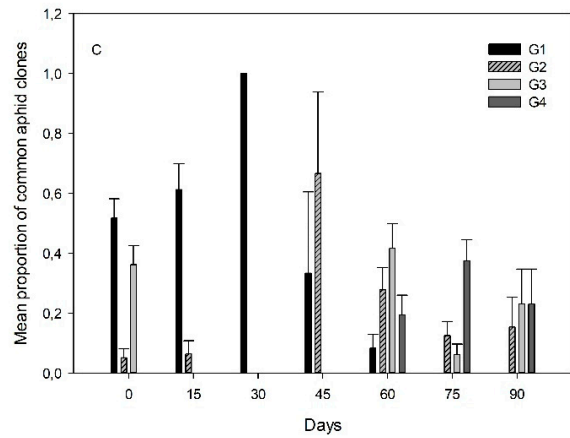 Mean proportion of common aphid clones
1,2
1,0
0,8
0,6
0,4
0,2
0,0
C
G1
G2
G3
G4
0 15 30 45 60 75 90
Days